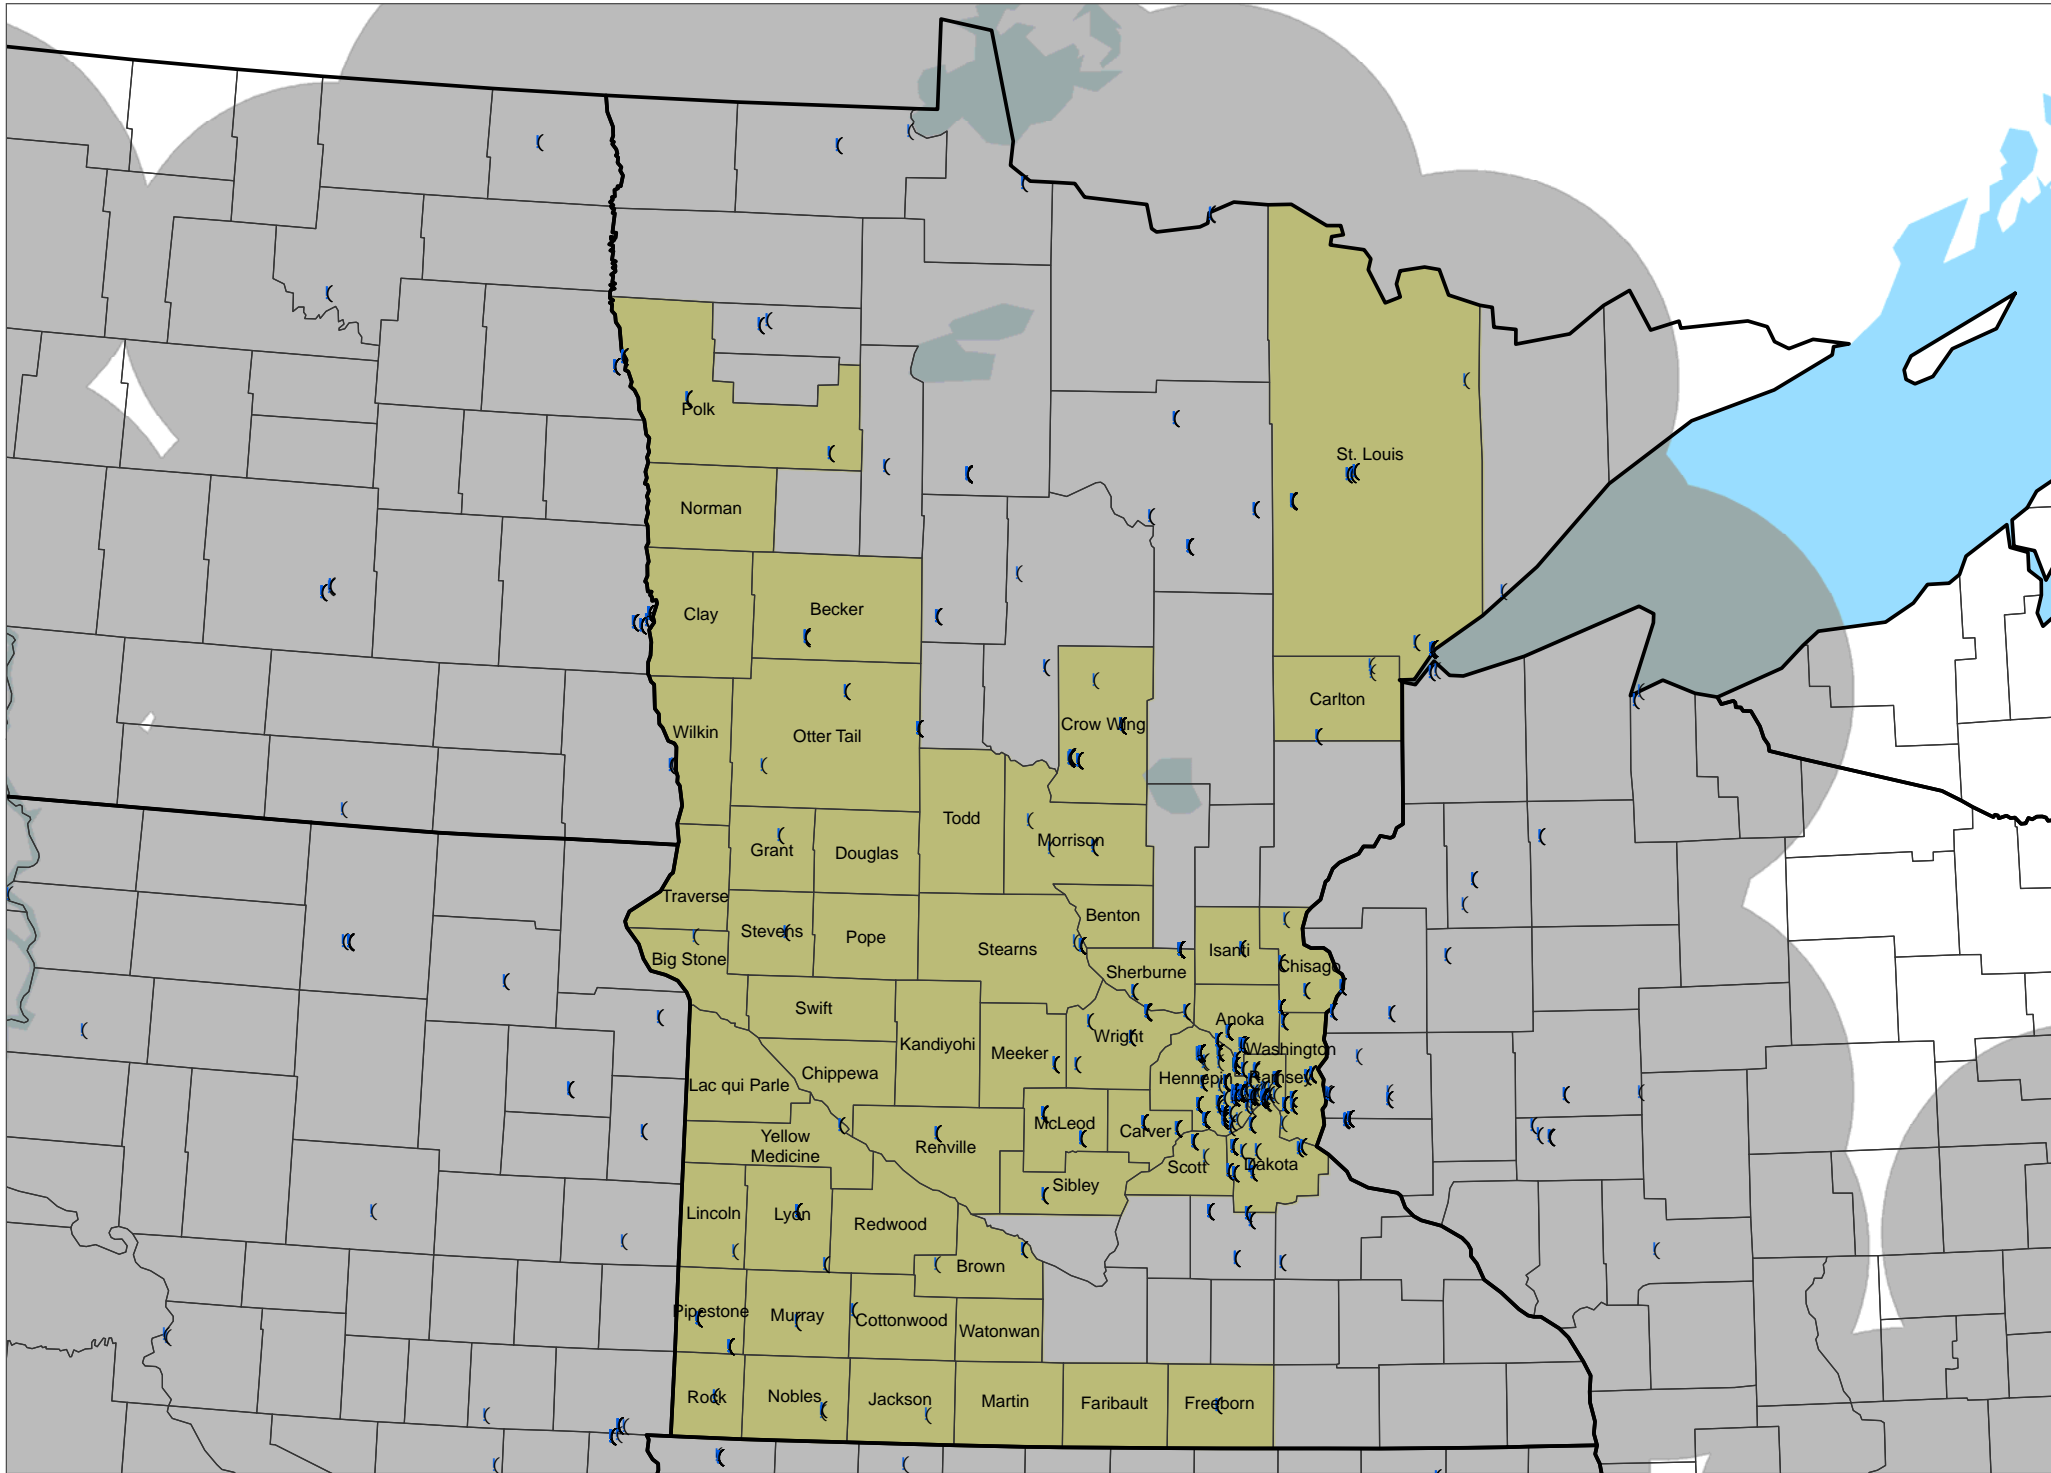 Polk
St. Louis
Norman
Clay
Becker
Carlton
Wilkin
Otter Tail
Crow Wing
Todd
Morrison
Grant
Douglas
Traverse
Benton
Stevens
Pope
Stearns
Isanti
Big Stone
Chisago
Sherburne
Swift
Anoka
Kandiyohi
Meeker
Wright
Washington
Chippewa
Hennepin
Ramsey
Lac qui Parle
McLeod
Carver
Yellow
Medicine
Renville
Scott
Dakota
Sibley
Lincoln
Lyon
Redwood
Brown
Pipestone
Murray
Cottonwood
Watonwan
Rock
Nobles
Jackson
Martin
Faribault
Freeborn